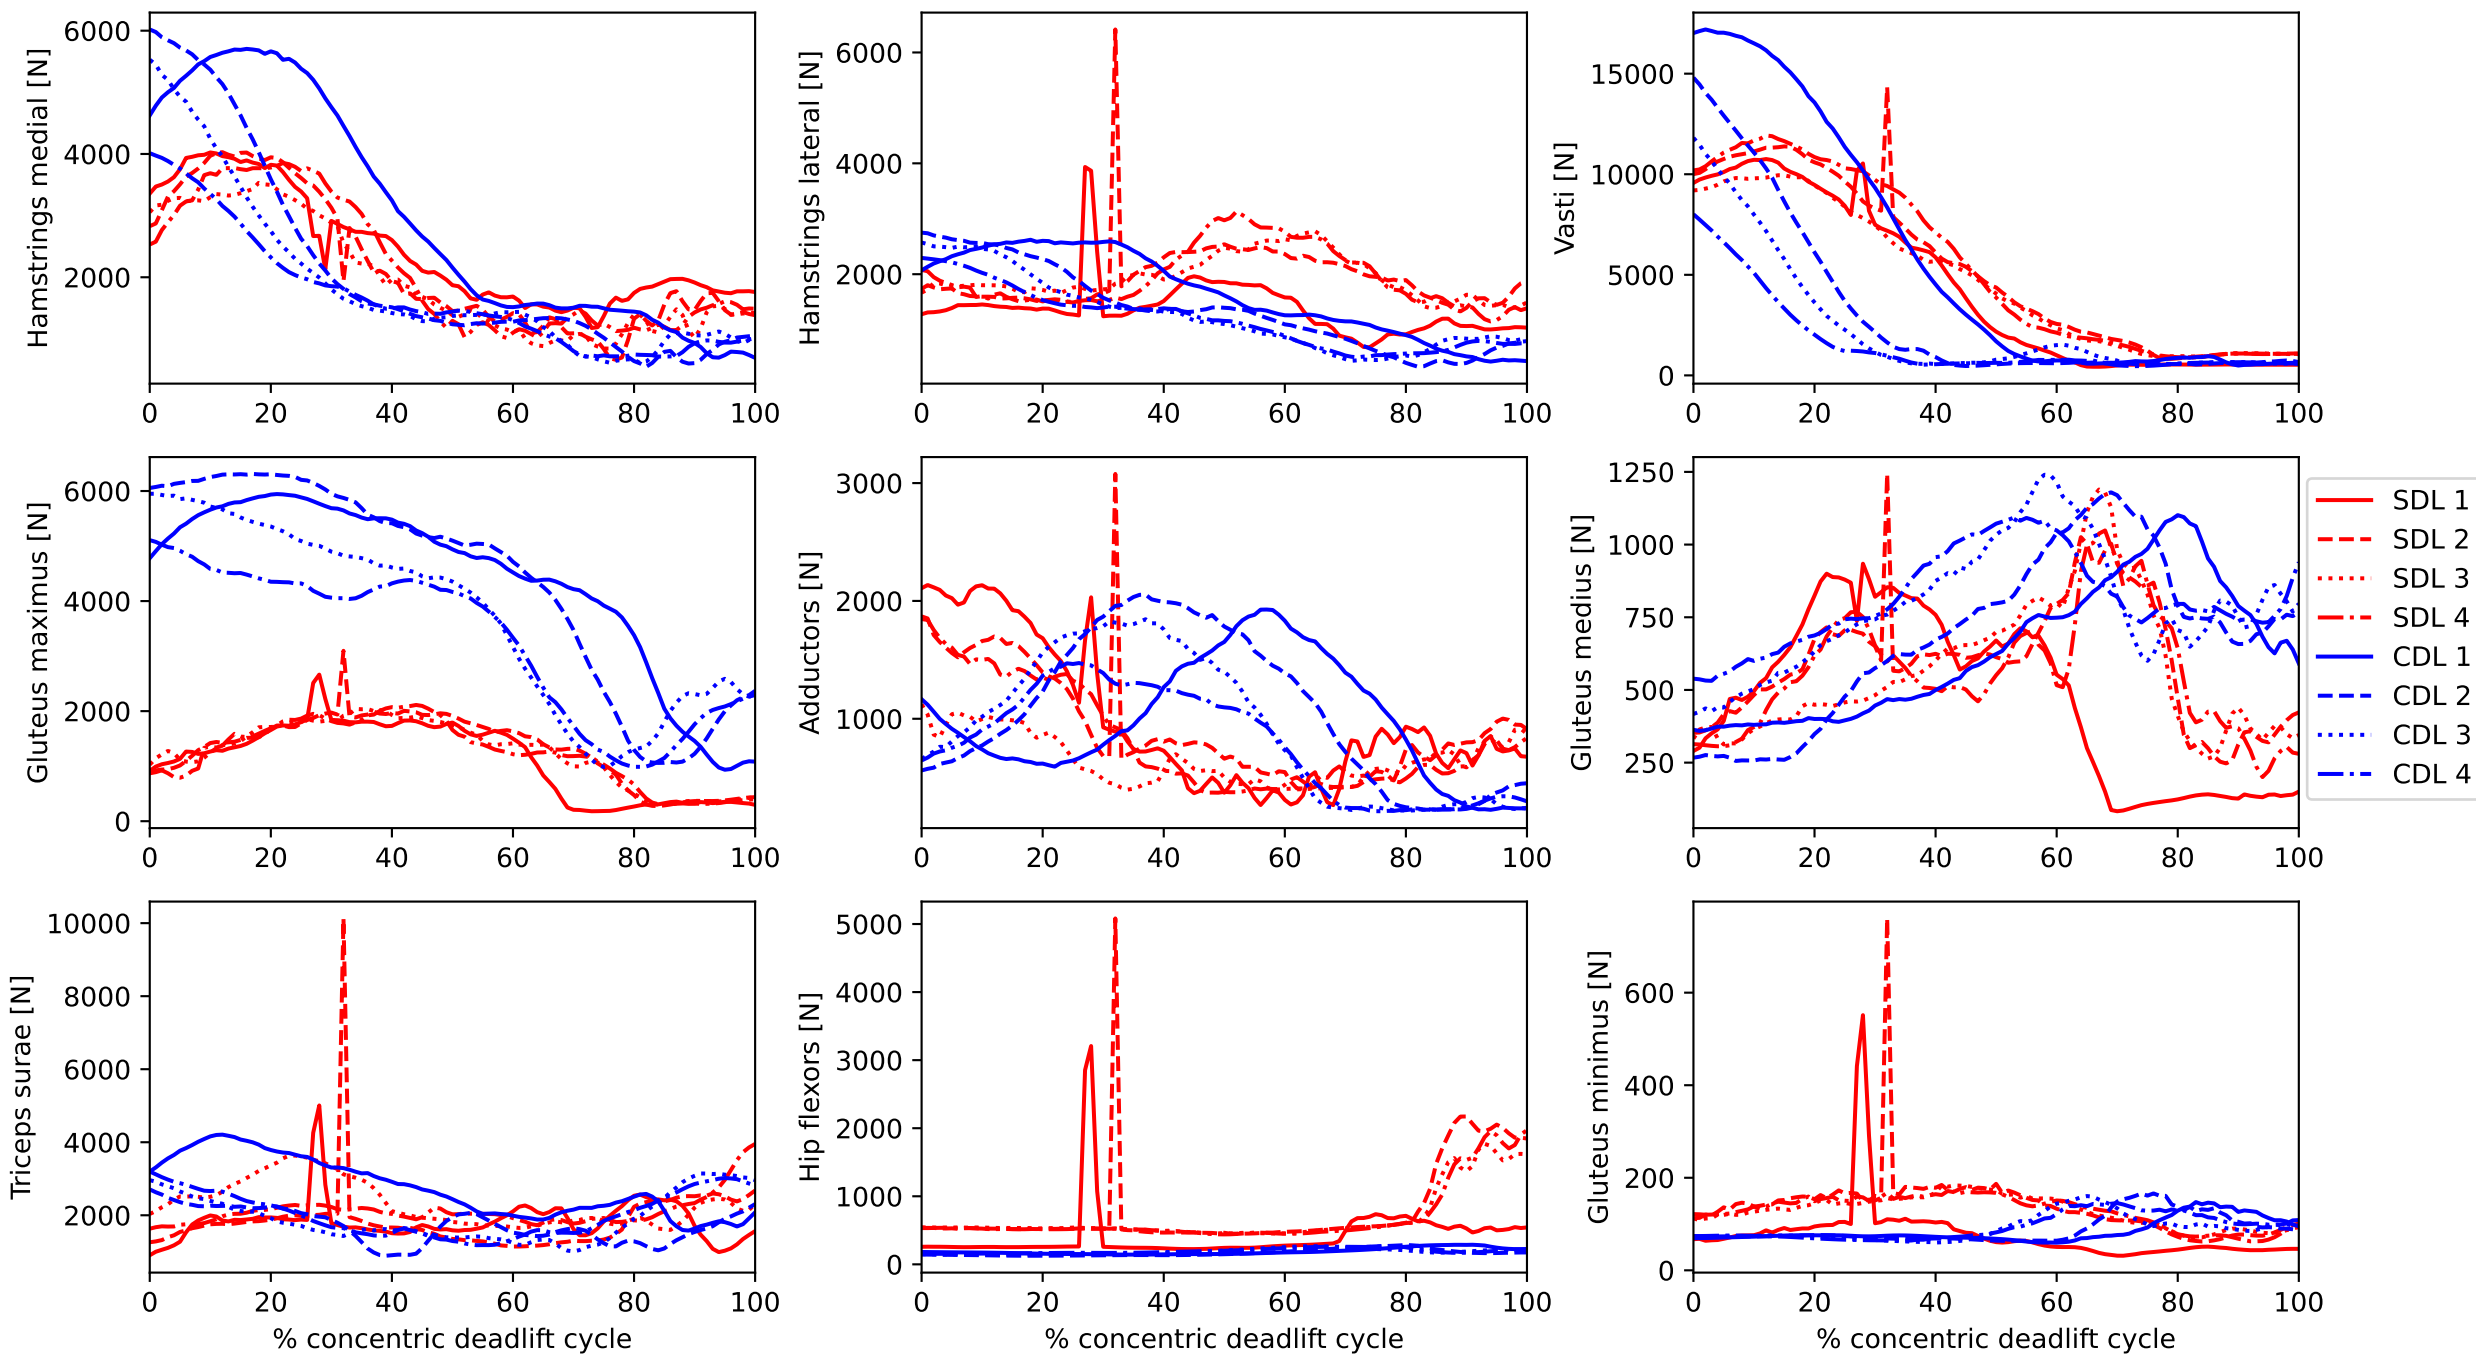 Hamstrings medial [N]
6000
4000
2000
0 20 40 60 80 100
Hamstrings lateral [N]
6000
4000
2000
0 20 40 60 80 100
Vasti [N]
15000
10000
5000
0
0 20 40 60 80 100
Gluteus maximus [N]
6000
4000
2000
0
0 20 40 60 80 100
Adductors [N]
3000
2000
1000
0 20 40 60 80 100
Gluteus medius [N]
1250
1000
750
500
250
0 20 40 60 80 100
SDL 1
SDL 2
SDL 3
SDL 4
CDL 1
CDL 2
CDL 3
CDL 4
Triceps surae [N]
10000
8000
6000
4000
2000
0 20 40 60 80 100
% concentric deadlift cycle
Hip flexors [N]
5000
4000
3000
2000
1000
0
0 20 40 60 80 100
% concentric deadlift cycle
Gluteus minimus [N]
600
400
200
0
0 20 40 60 80 100
% concentric deadlift cycle